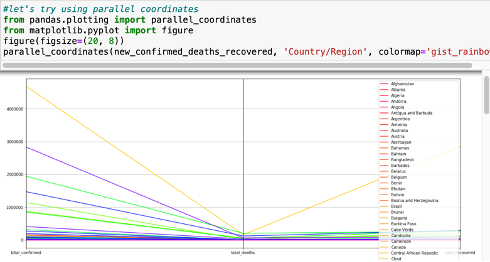 #let's try using parallel coordinates
from pandas.plotting import parallel_coordinates
from matplotlib.pyplot import figure
figure(figsize=(20, 8))
parallel_coordinates(new_confirmed_deaths_recovered, 'Country/Region', colormap='gist_rainbo
Afghanistan
Albania
Algeria
Andorra
Angola
Antigua and Barbuda
Argentina
Armenia
Australia
Austria
Azerbaijan
Bahamas
Bahrain
Bangladesh
Barbados
Belarus
Belgium
Benin
Bhutan
Bolivia
Bosnia and Herzegovina
Brazil
Brunei
Bulgaria
Burkina Faso
Cabo Verde
Cambodia
Cameroon
Canada
Central African Republic
Chad
4000000
3000000
2000000
1000000
0
total_confirmed
total_deaths
recovered